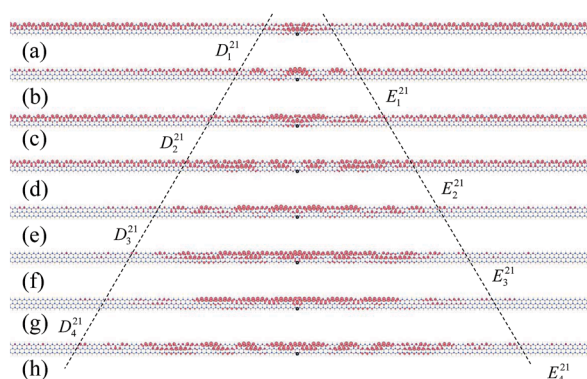 (a)
D_1^{21}
(b)
E_1^{21}
(c)
D_2^{21}
(d)
E_2^{21}
(e)
D_3^{21}
(f)
E_3^{21}
(g)
D_4^{21}
(h)
E_4^{21}